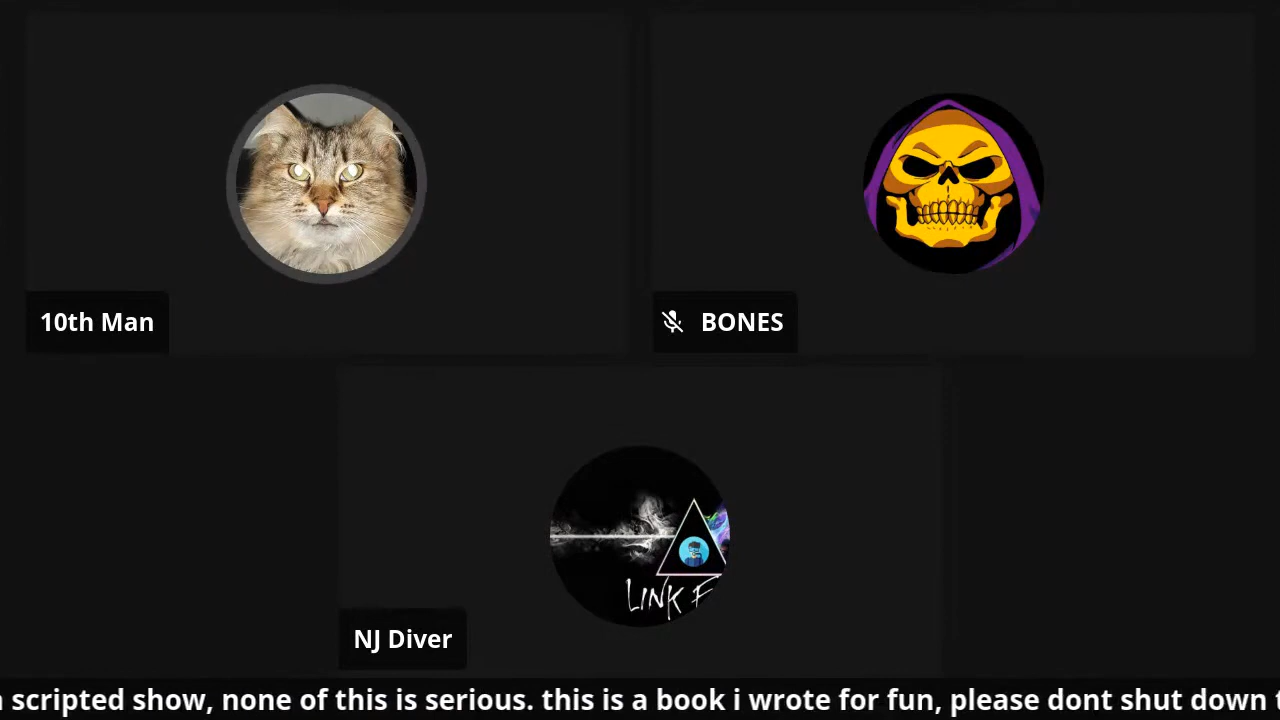 10th Man
BONES
LINK
NJ Diver
scripted show, none of this is serious. this is a book i wrote for fun, please dont shut down